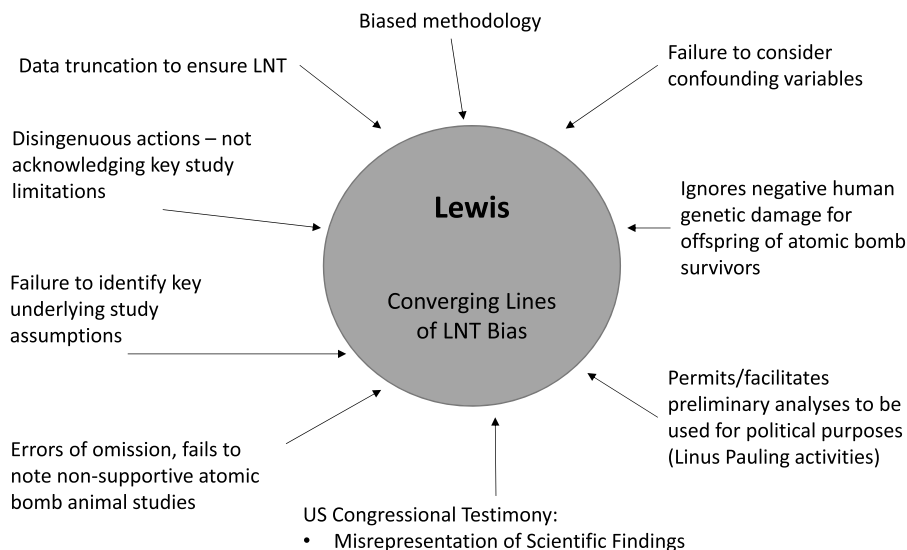 Biased methodology
Data truncation to ensure LNT
Failure to consider
confounding variables
Disingenuous actions – not
acknowledging key study
limitations
Lewis
Converging Lines
of LNT Bias
Ignores negative human
genetic damage for
offspring of atomic bomb
survivors
Failure to identify key
underlying study
assumptions
Permits/facilitates
preliminary analyses to be
used for political purposes
(Linus Pauling activities)
Errors of omission, fails to
note non-supportive atomic
bomb animal studies
US Congressional Testimony:
• Misrepresentation of Scientific Findings